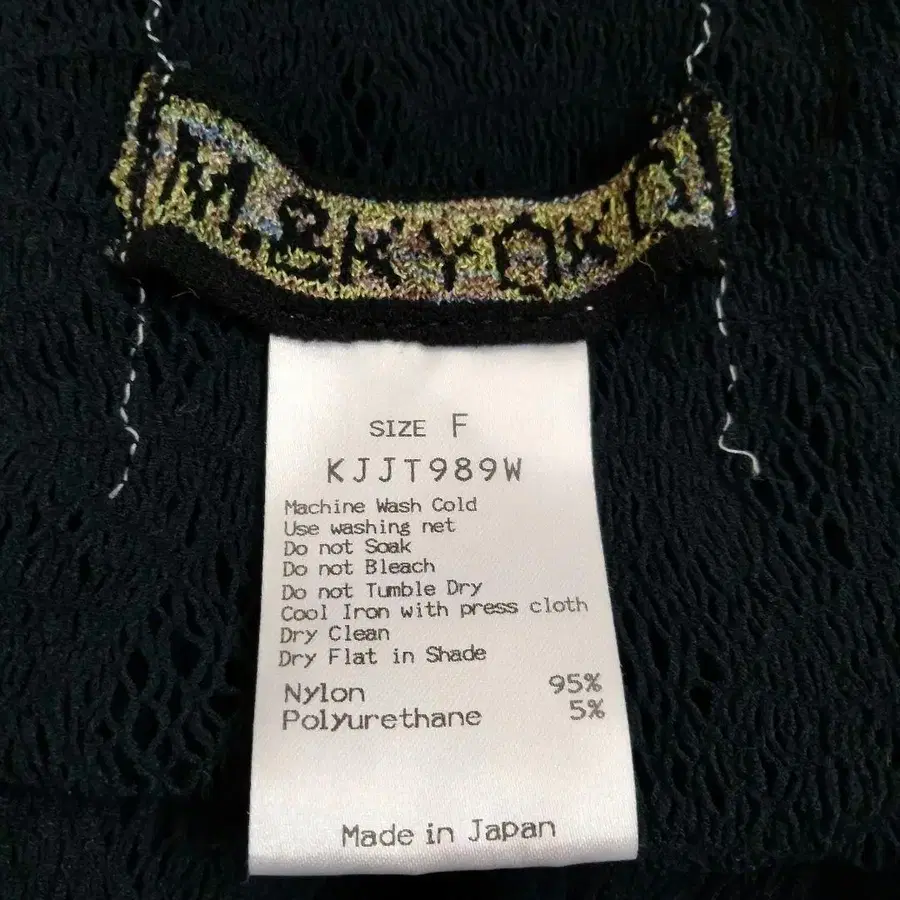 M.&KYOKO
SIZE F
KJJT989W
Machine Wash Cold
Use washing net
Do not Soak
Do not Bleach
Do not Tumble Dry
Cool Iron with press cloth
Dry Clean
Dry Flat in Shade
Nylon 95%
Polyurethane 5%
Made in Japan